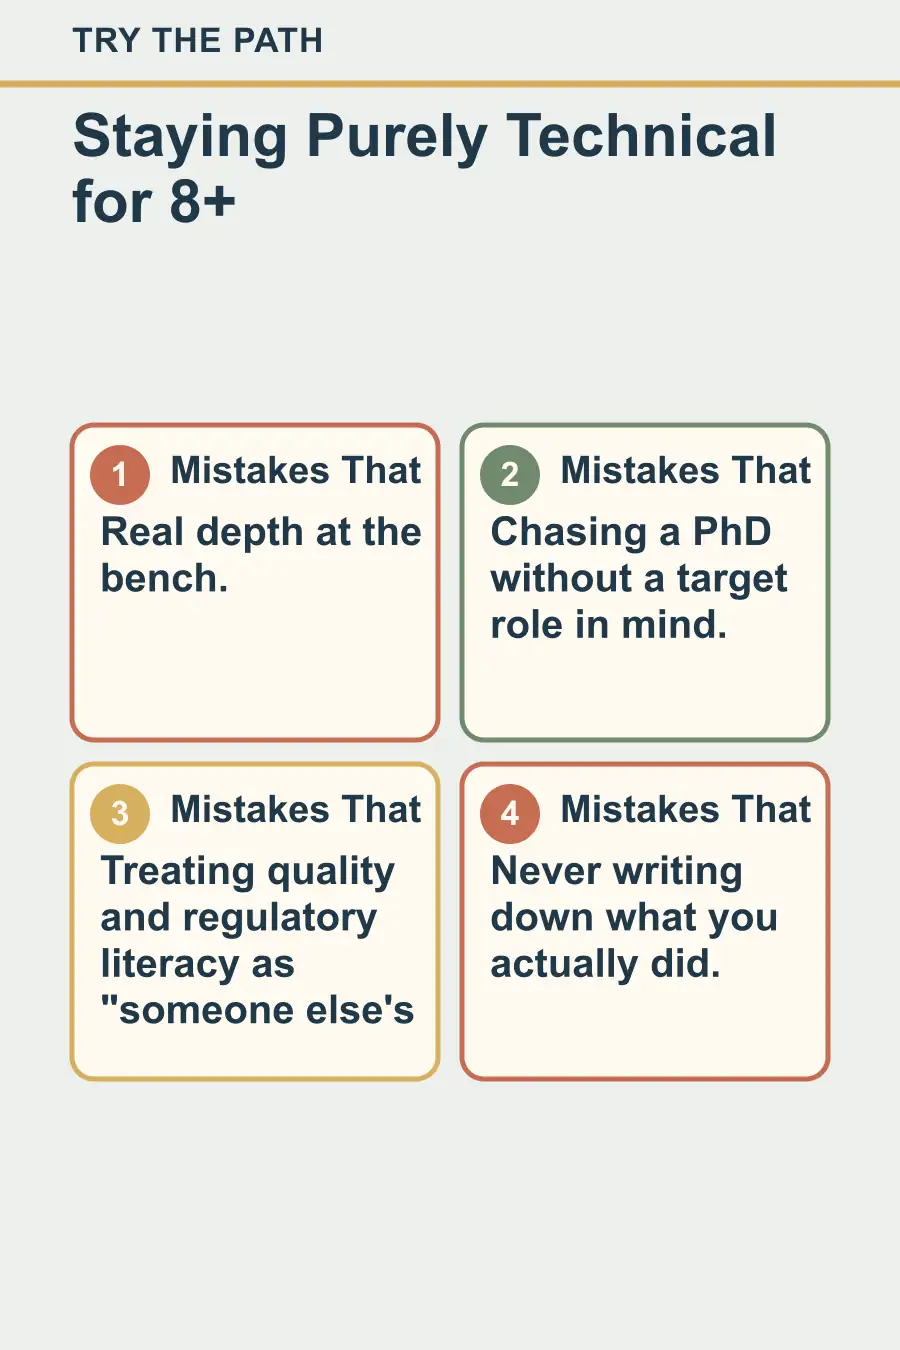 TRY THE PATH
Staying Purely Technical
for 8+
1 Mistakes That
Real depth at the
bench.
2 Mistakes That
Chasing a PhD
without a target
role in mind.
3 Mistakes That
Treating quality
and regulatory
literacy as
"someone else's
4 Mistakes That
Never writing
down what you
actually did.